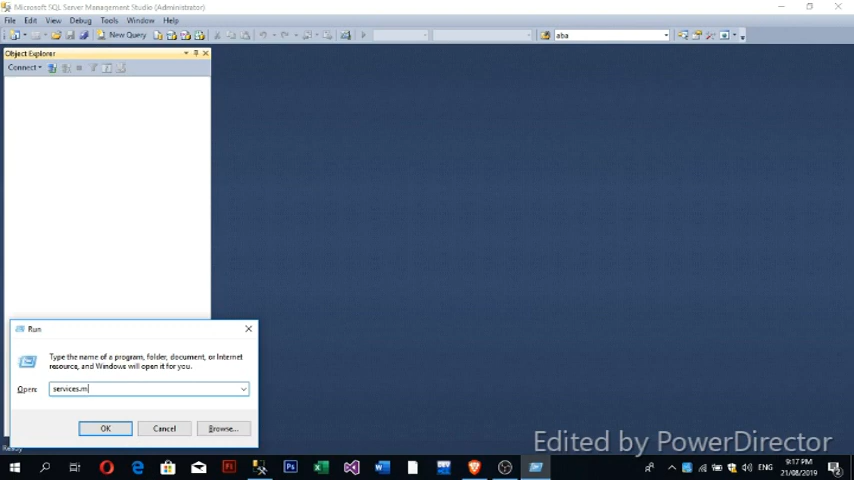 Microsoft SQL Server Management Studio (Administrator)
File Edit View Debug Tools Window Help
New Query
aba
Object Explorer
Connect
Run
Type the name of a program, folder, document, or Internet
resource, and Windows will open it for you.
Open: services.m
OK Cancel Browse...
Ready
Edited by PowerDirector
ENG
9:17 PM
21/08/2019